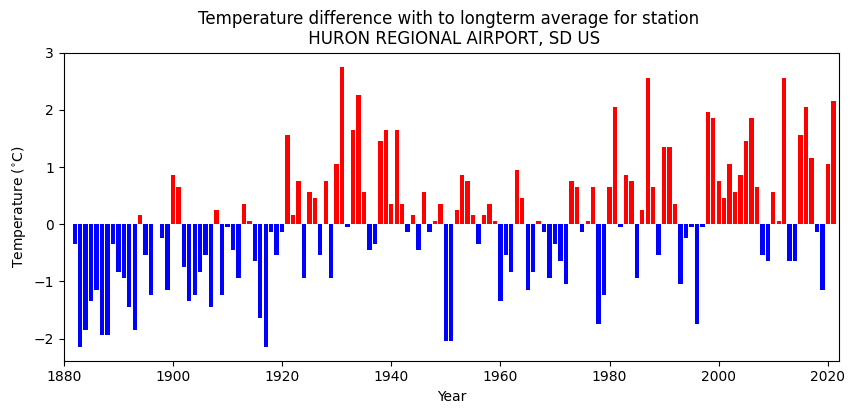 Temperature difference with to longterm average for station
HURON REGIONAL AIRPORT, SD US
3
2
1
0
−1
−2
Temperature (°C)
1880 1900 1920 1940 1960 1980 2000 2020
Year